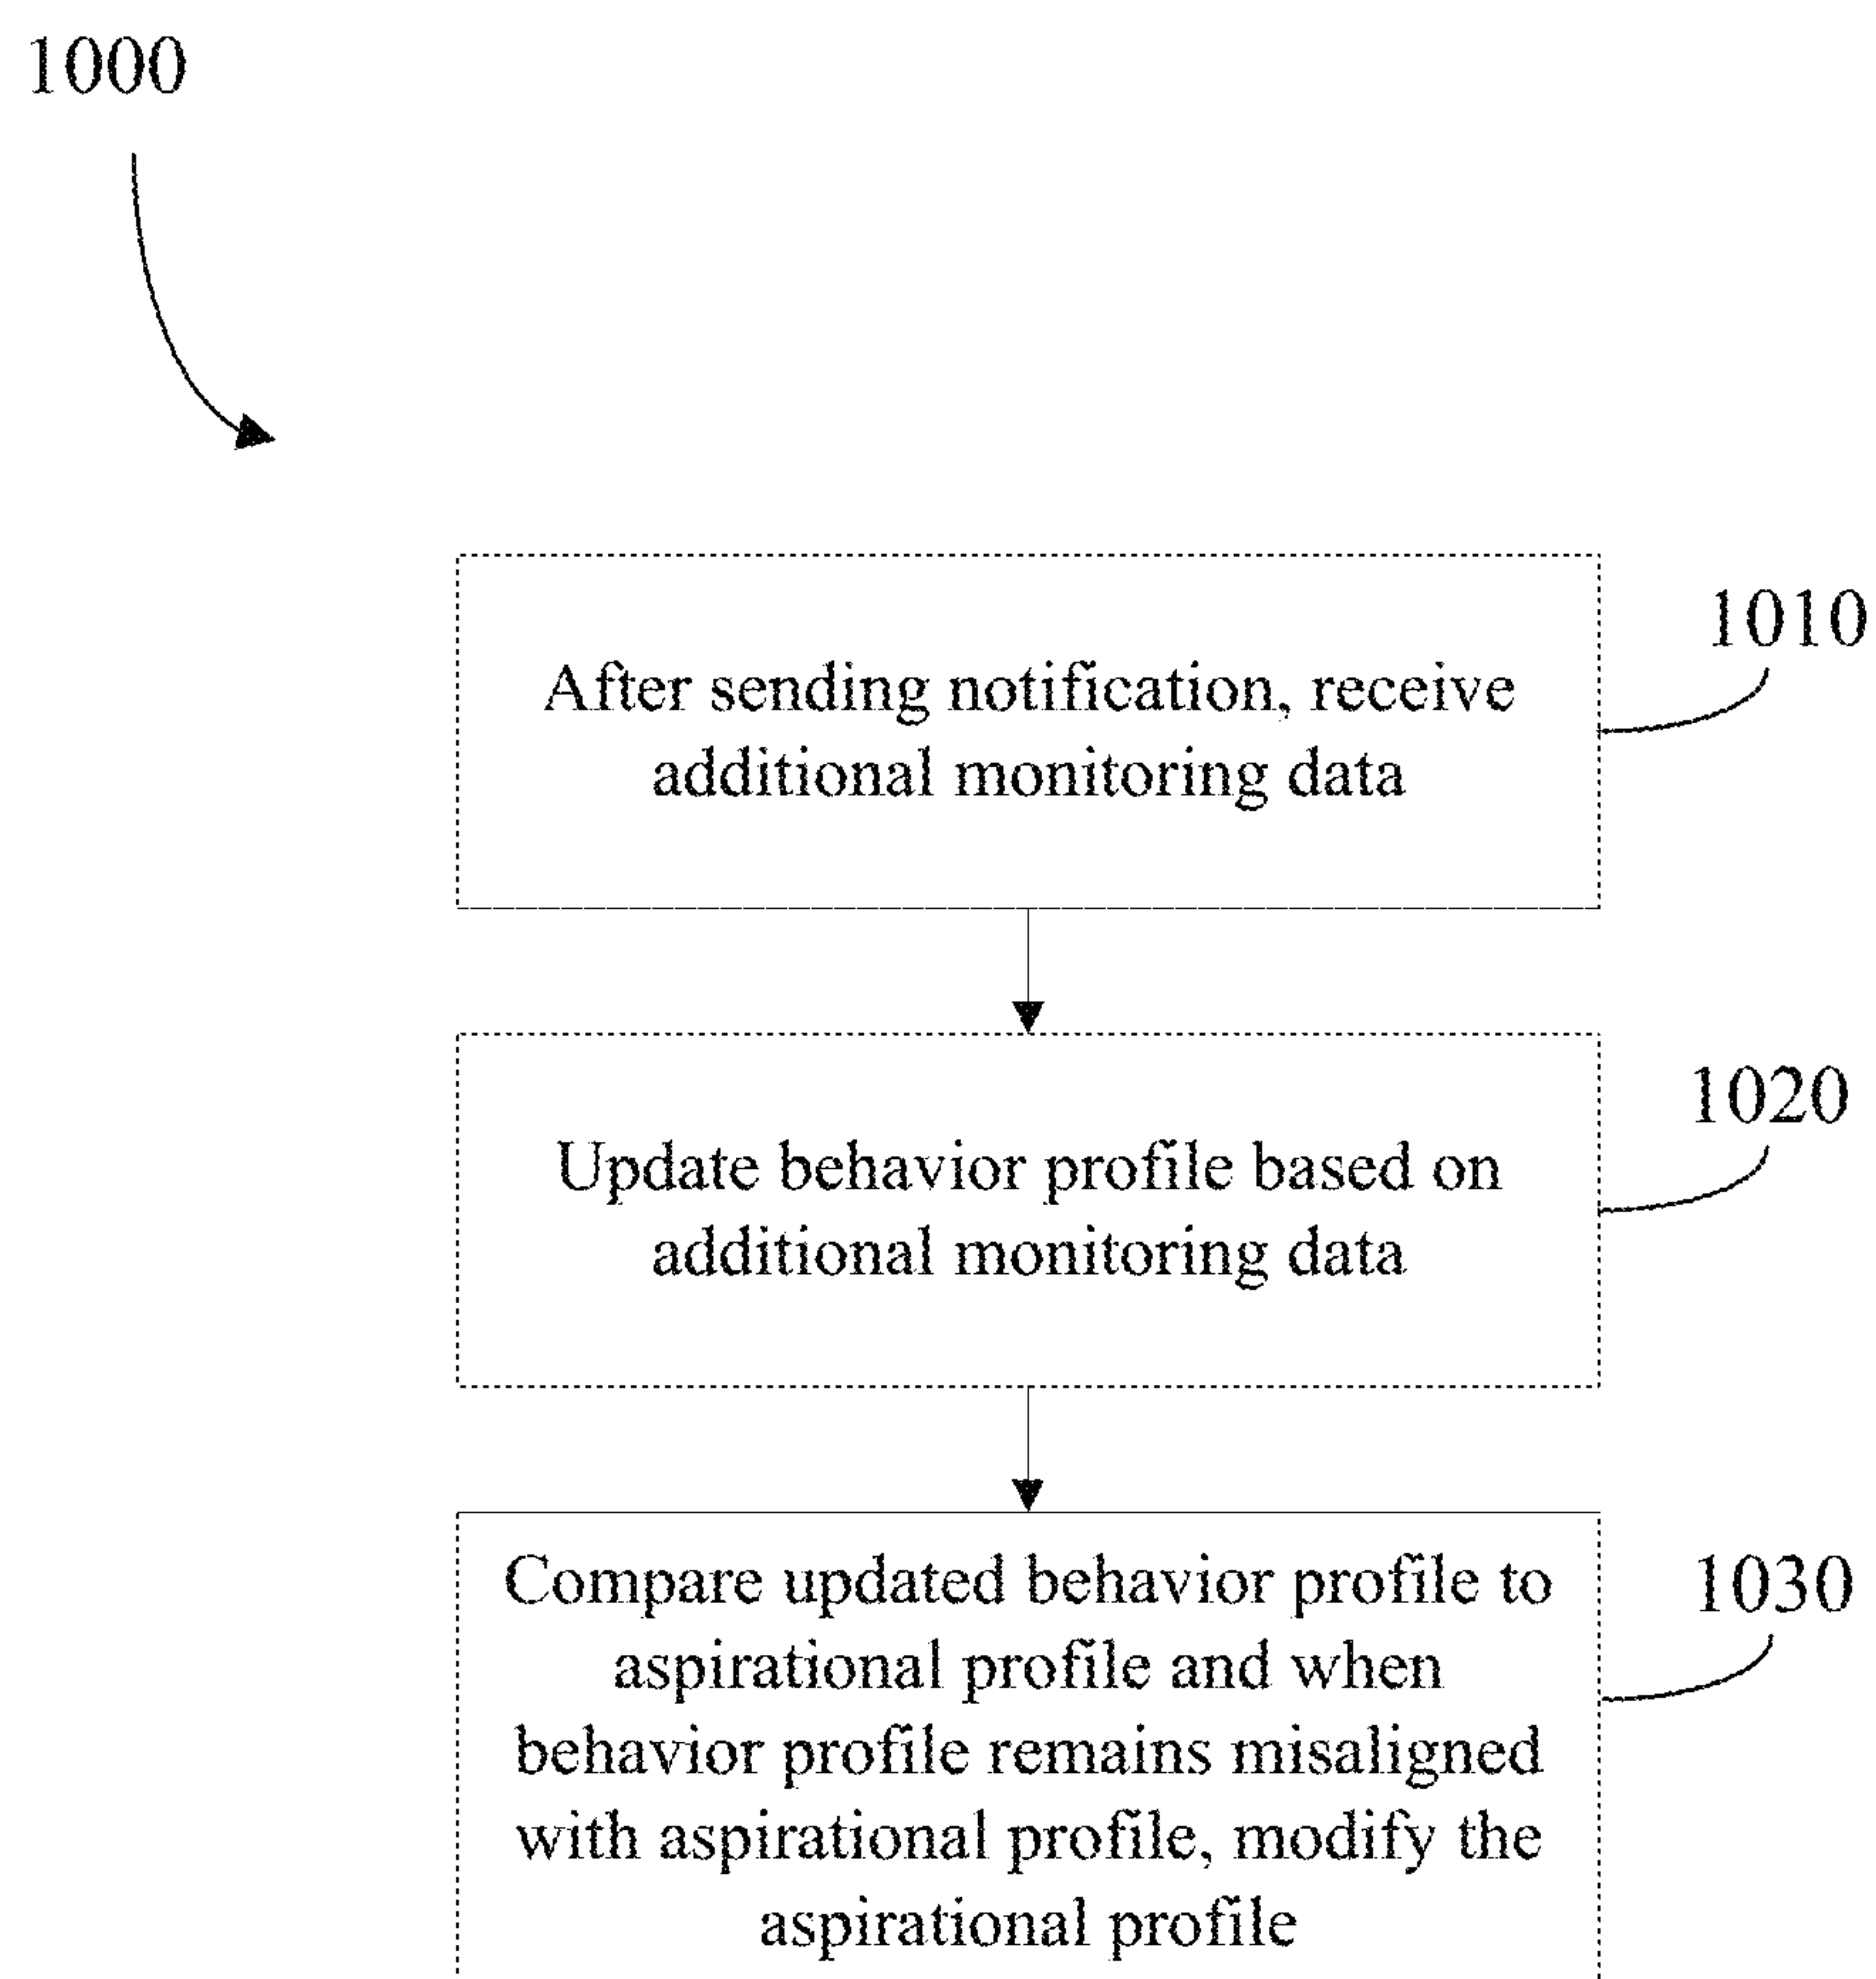 1000
1010
After sending notification, receive
additional monitoring data
1020
Update behavior profile based on
additional monitoring data
1030
Compare updated behavior profile to
aspirational profile and when
behavior profile remains misaligned
with aspirational profile, modify the
aspirational profile